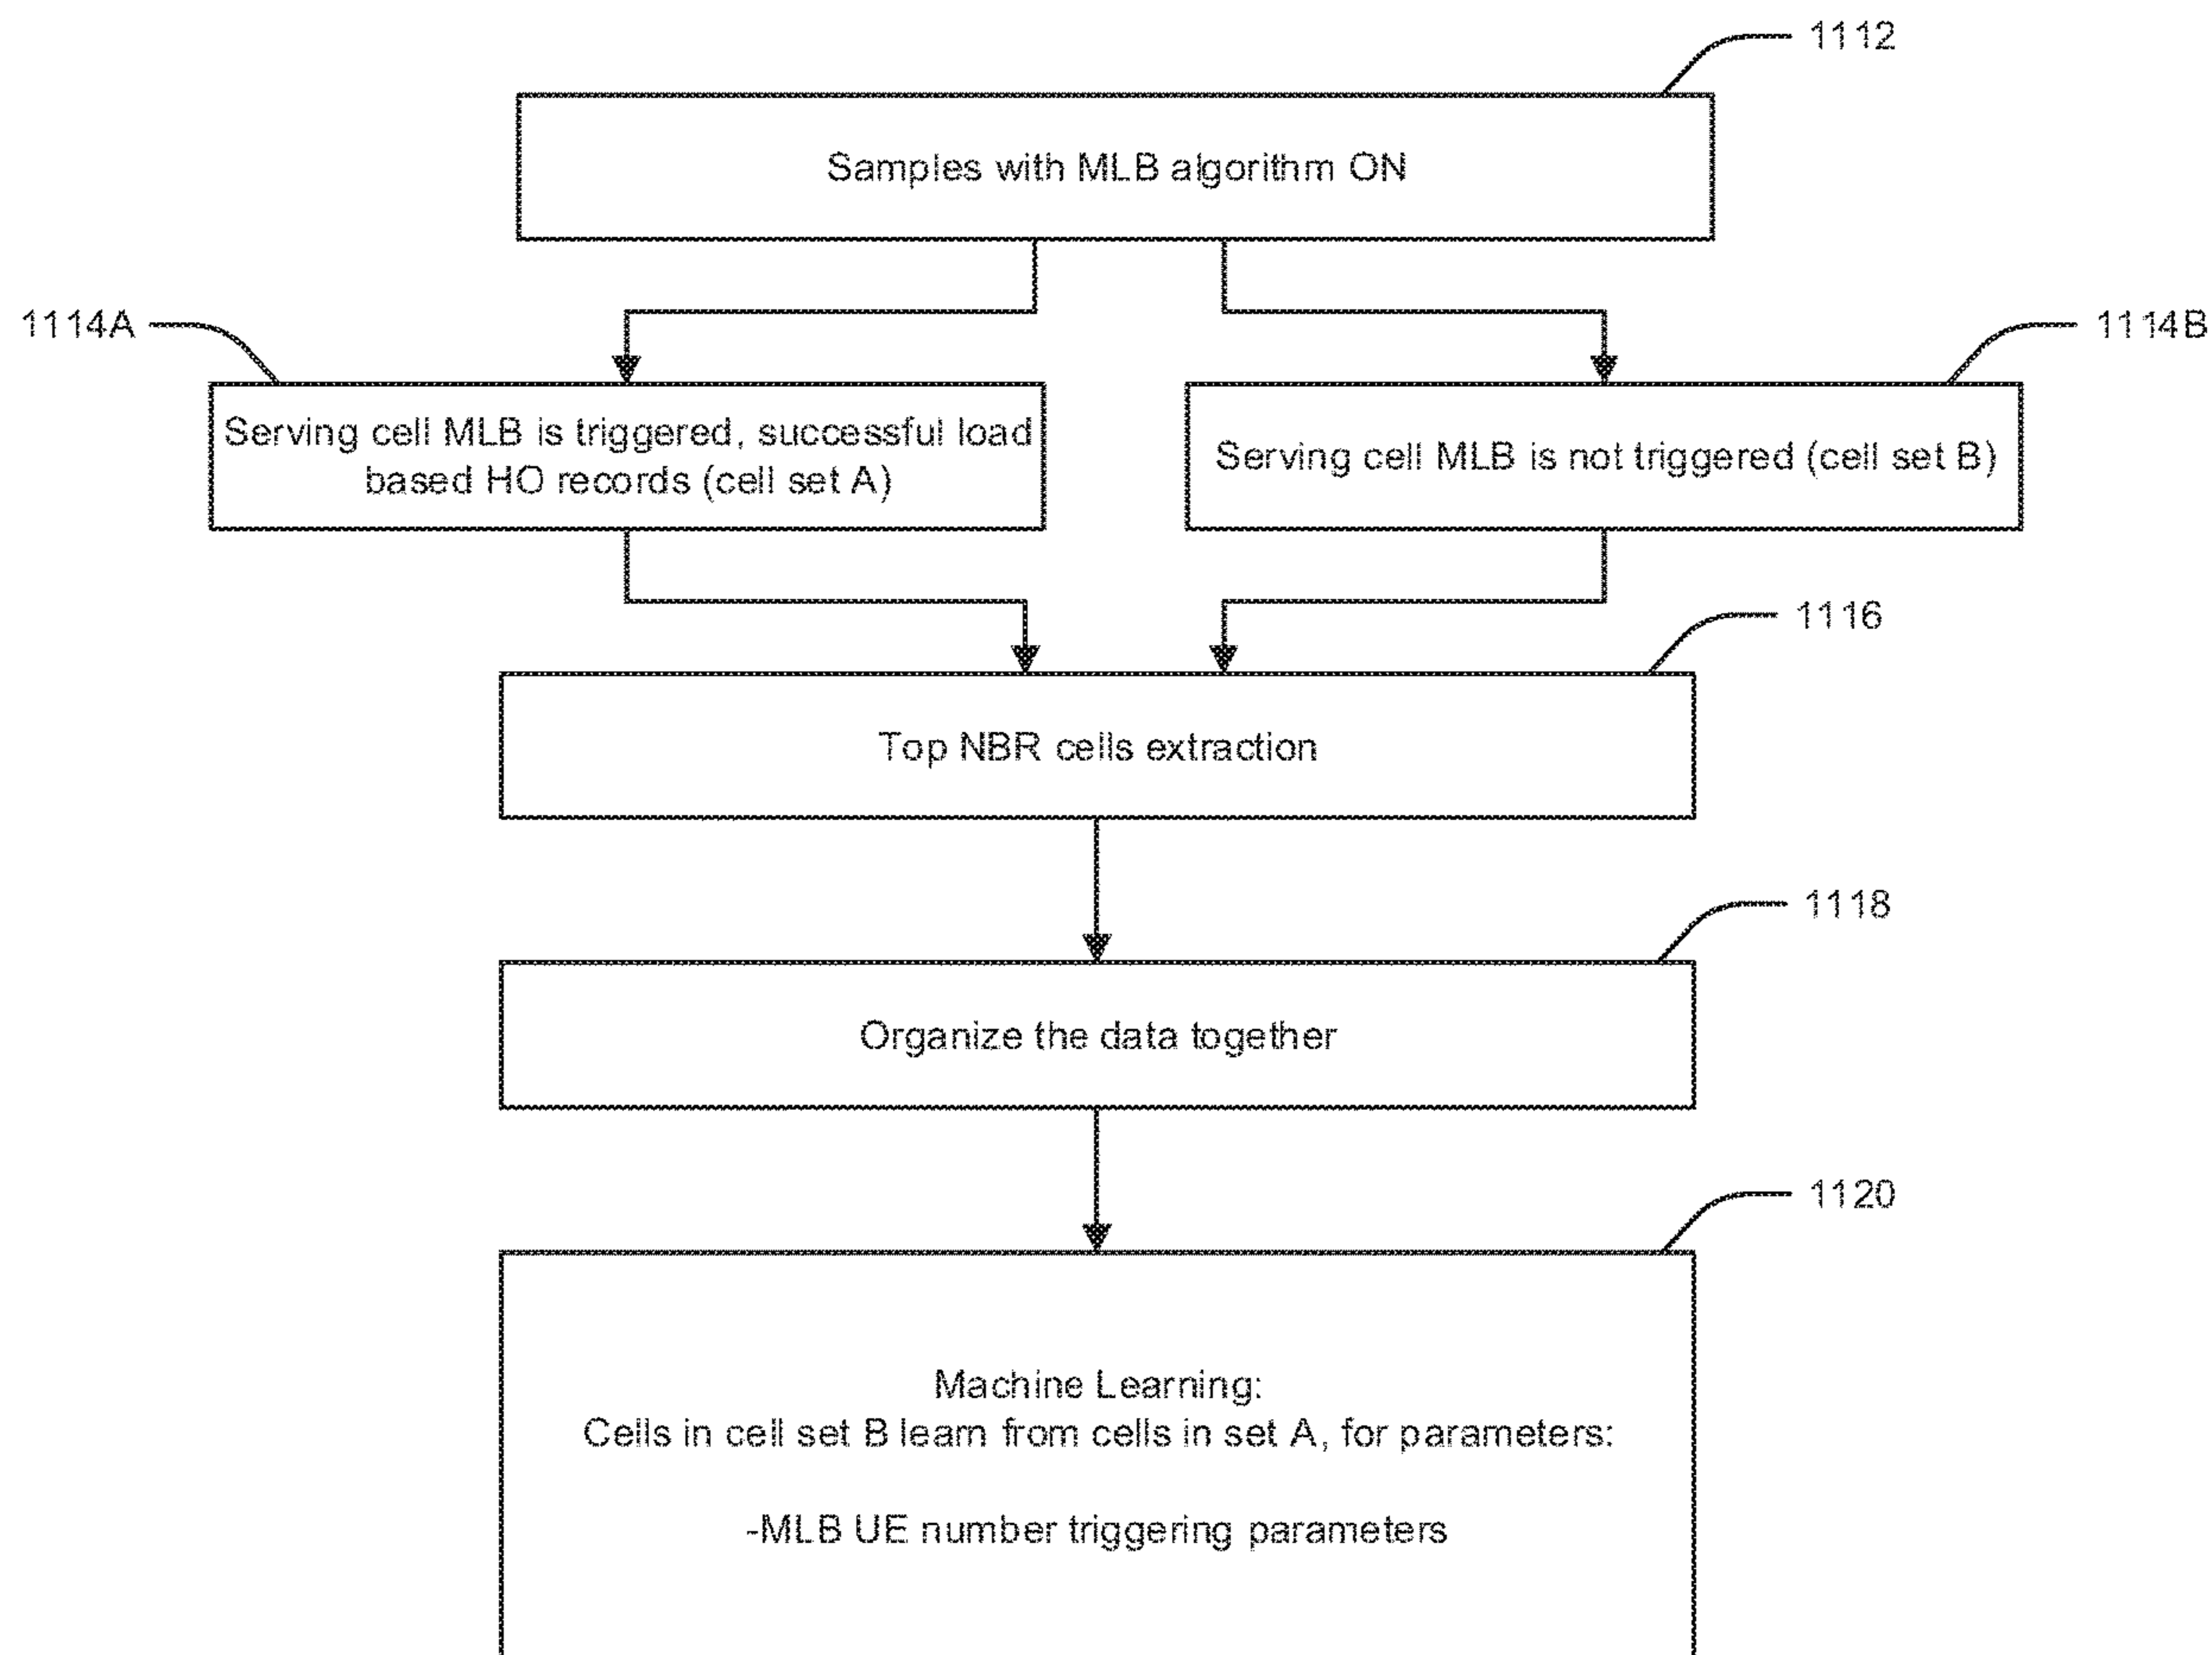 1112
Samples with MLB algorithm ON
1114A
1114B
Serving cell MLB is triggered, successful load
based HO records (cell set A)
Serving cell MLB is not triggered (cell set B)
1116
Top NBR cells extraction
1118
Organize the data together
1120
Machine Learning:
Cells in cell set B learn from cells in set A, for parameters:
-MLB UE number triggering parameters